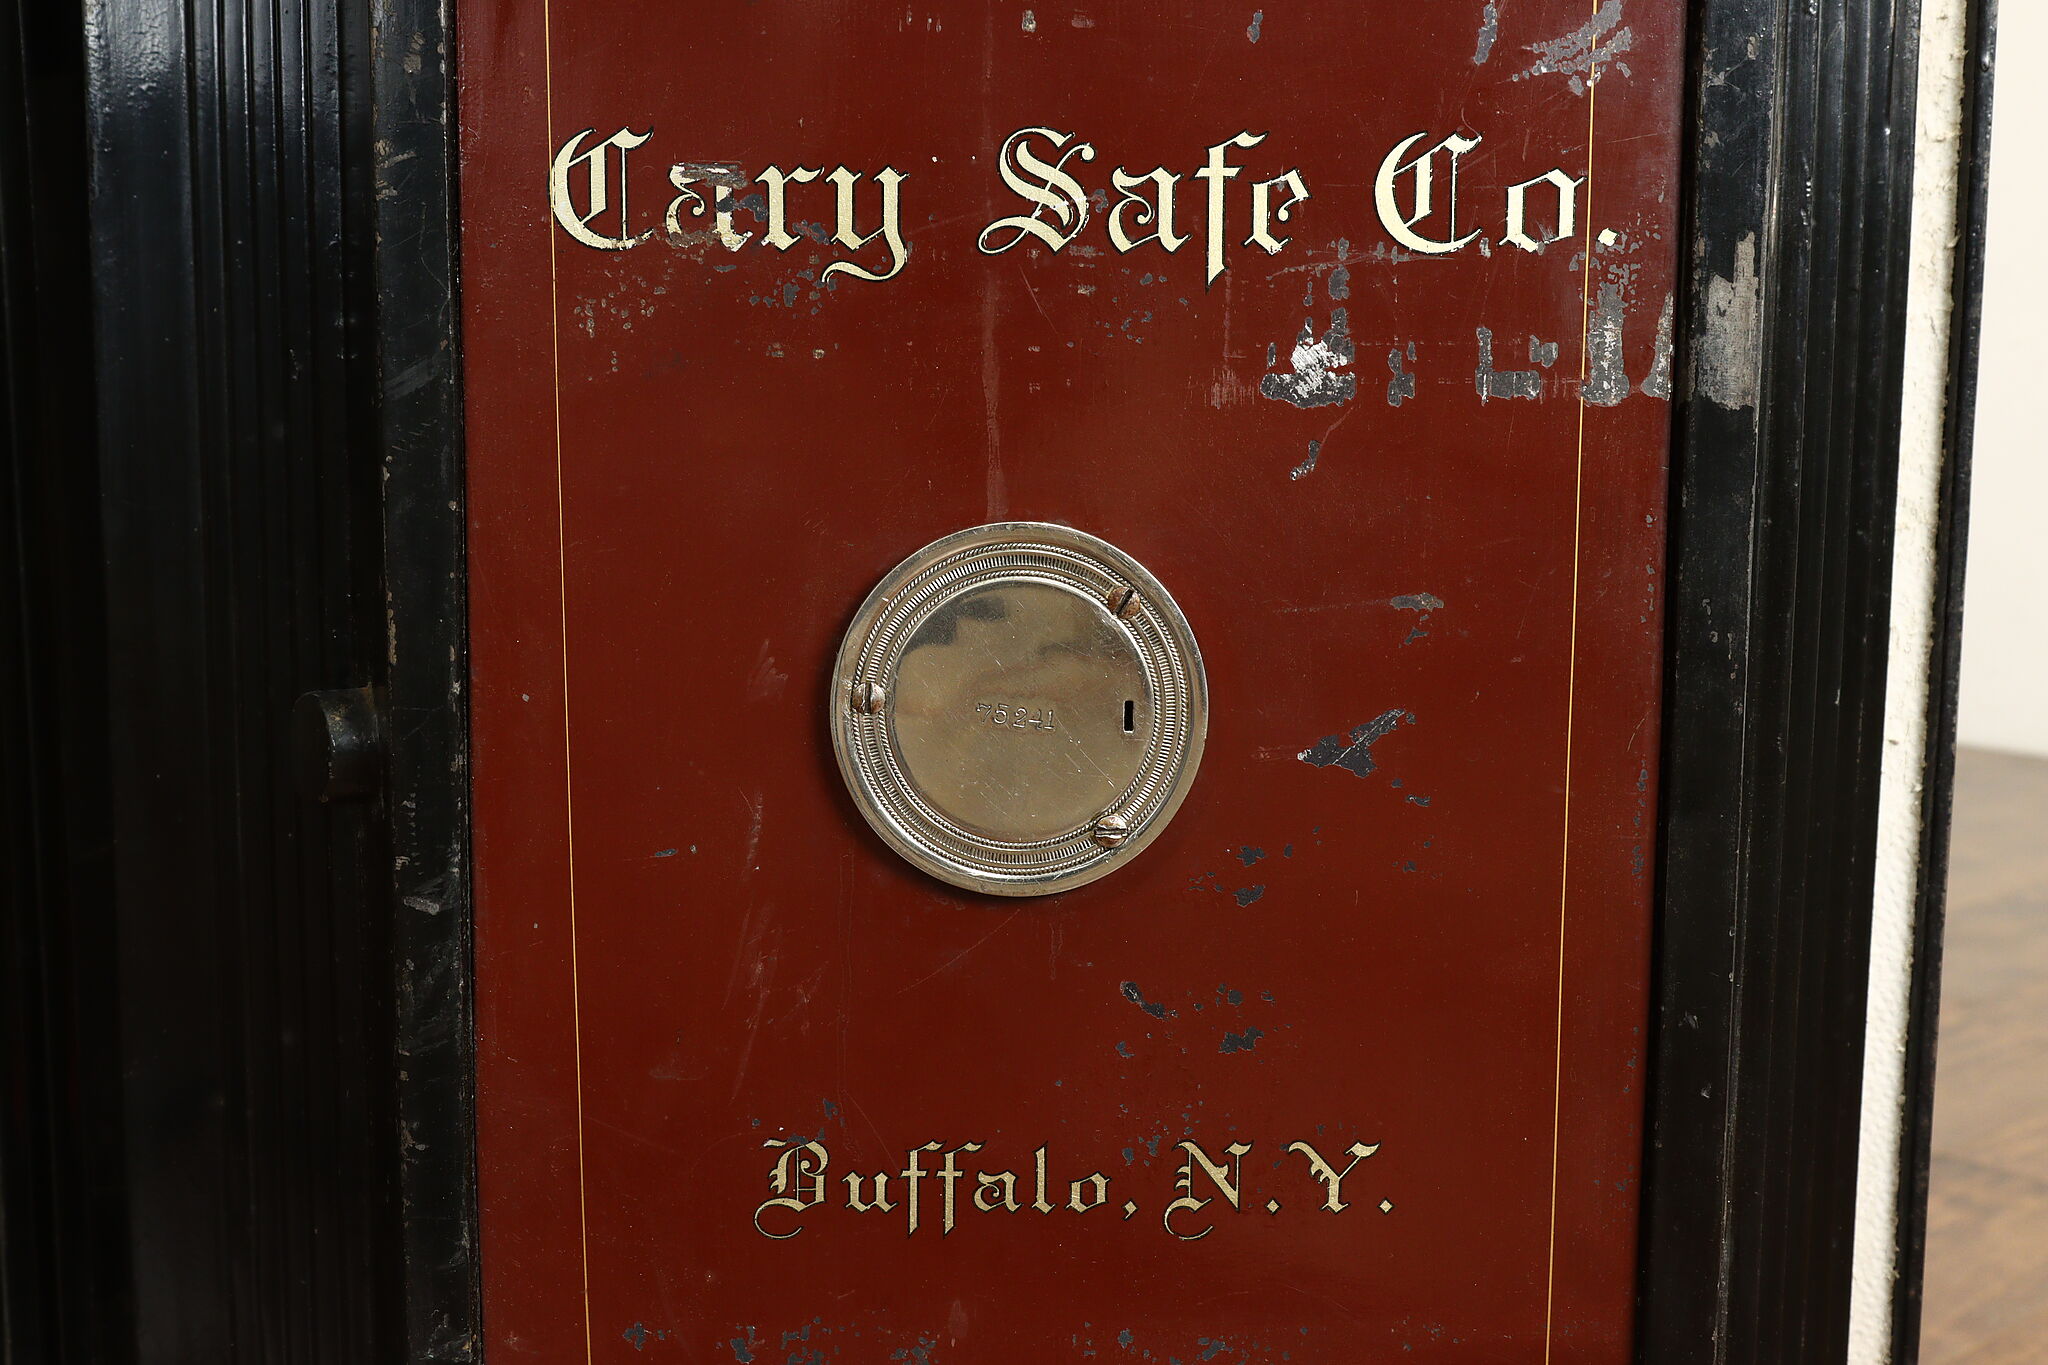 Cary Safe Co.
75241
Buffalo, N.Y.